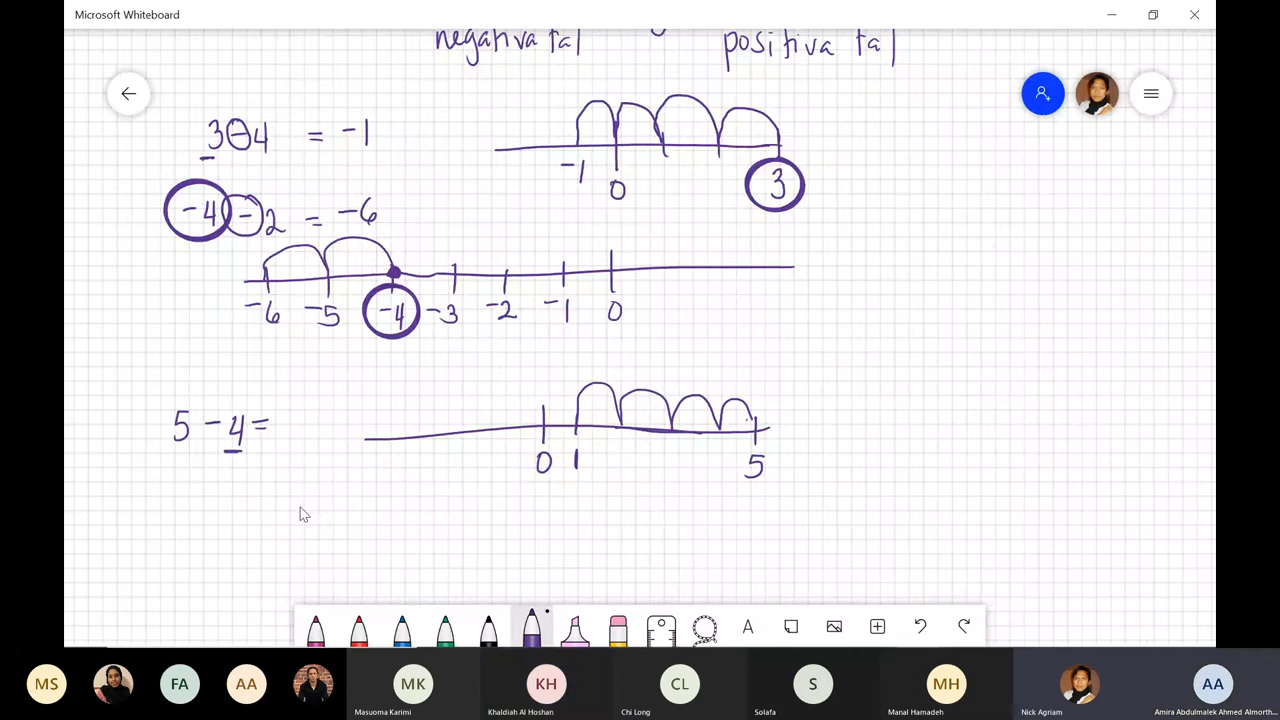 Microsoft Whiteboard
negativa tal
positiva tal
3-4 = -1
-1 0 3
-4-2 = -6
-6 -5 -4 -3 -2 -1 0
5-4=
0 1 5
A
MS FA AA MK KH CL S MH AA
Masuoma Karimi Khaldiah Al Hoshan Chi Long Solafa Manal Hamadeh Nick Agriam Amira Abdulmalek Ahmed Almorth...